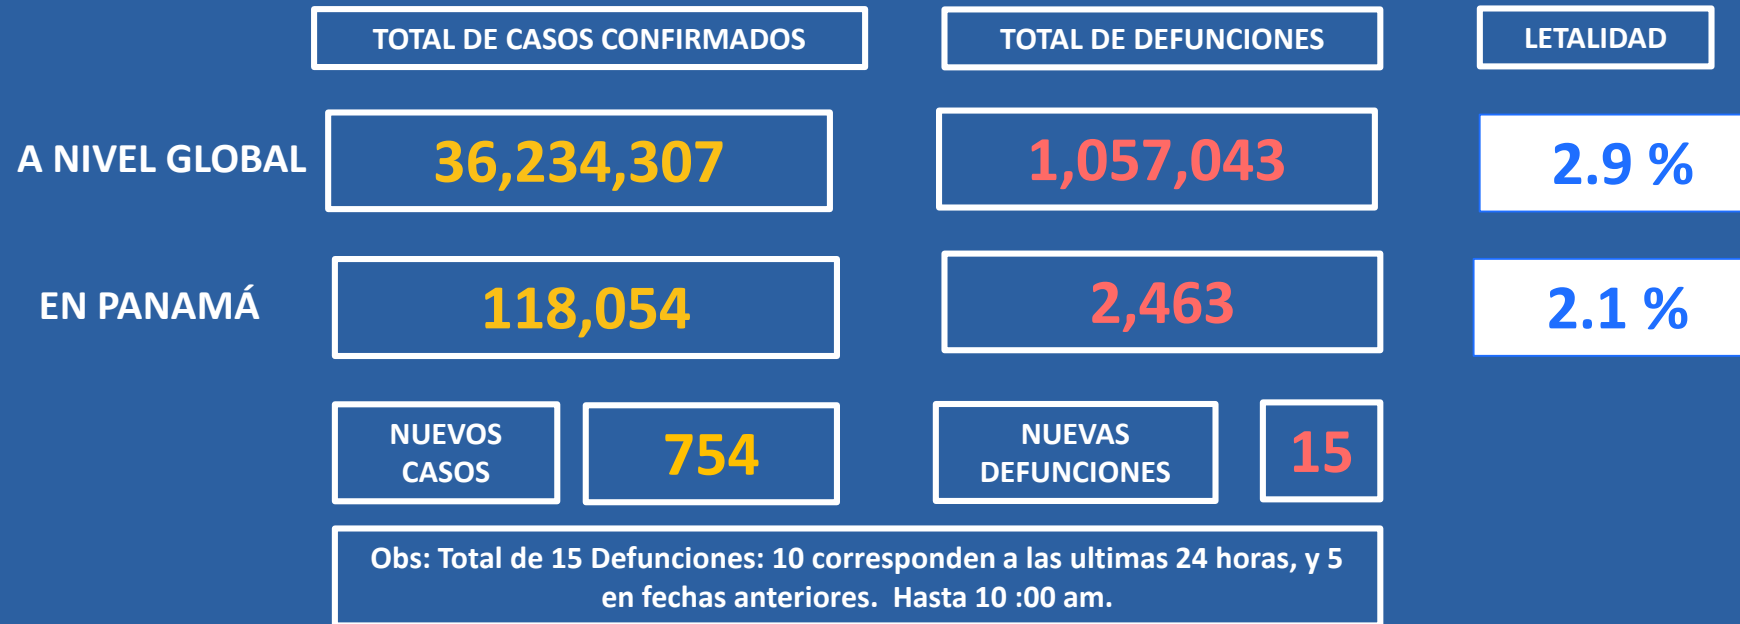 TOTAL DE CASOS CONFIRMADOS
TOTAL DE DEFUNCIONES
LETALIDAD
A NIVEL GLOBAL
36,234,307
1,057,043
2.9 %
EN PANAMÁ
118,054
2,463
2.1 %
NUEVOS
CASOS
754
NUEVAS
DEFUNCIONES
15
Obs: Total de 15 Defunciones: 10 corresponden a las ultimas 24 horas, y 5
en fechas anteriores. Hasta 10 :00 am.